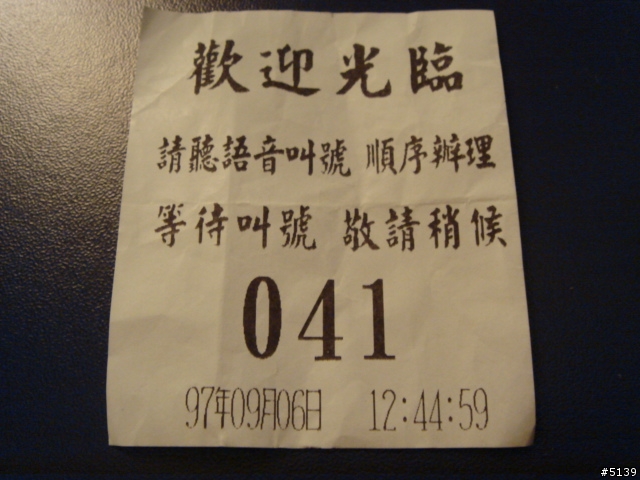 歡迎光臨
請聽語音叫號 順序辦理
等待叫號 敬請稍候
041
97年09月06日 12:44:59
#5139